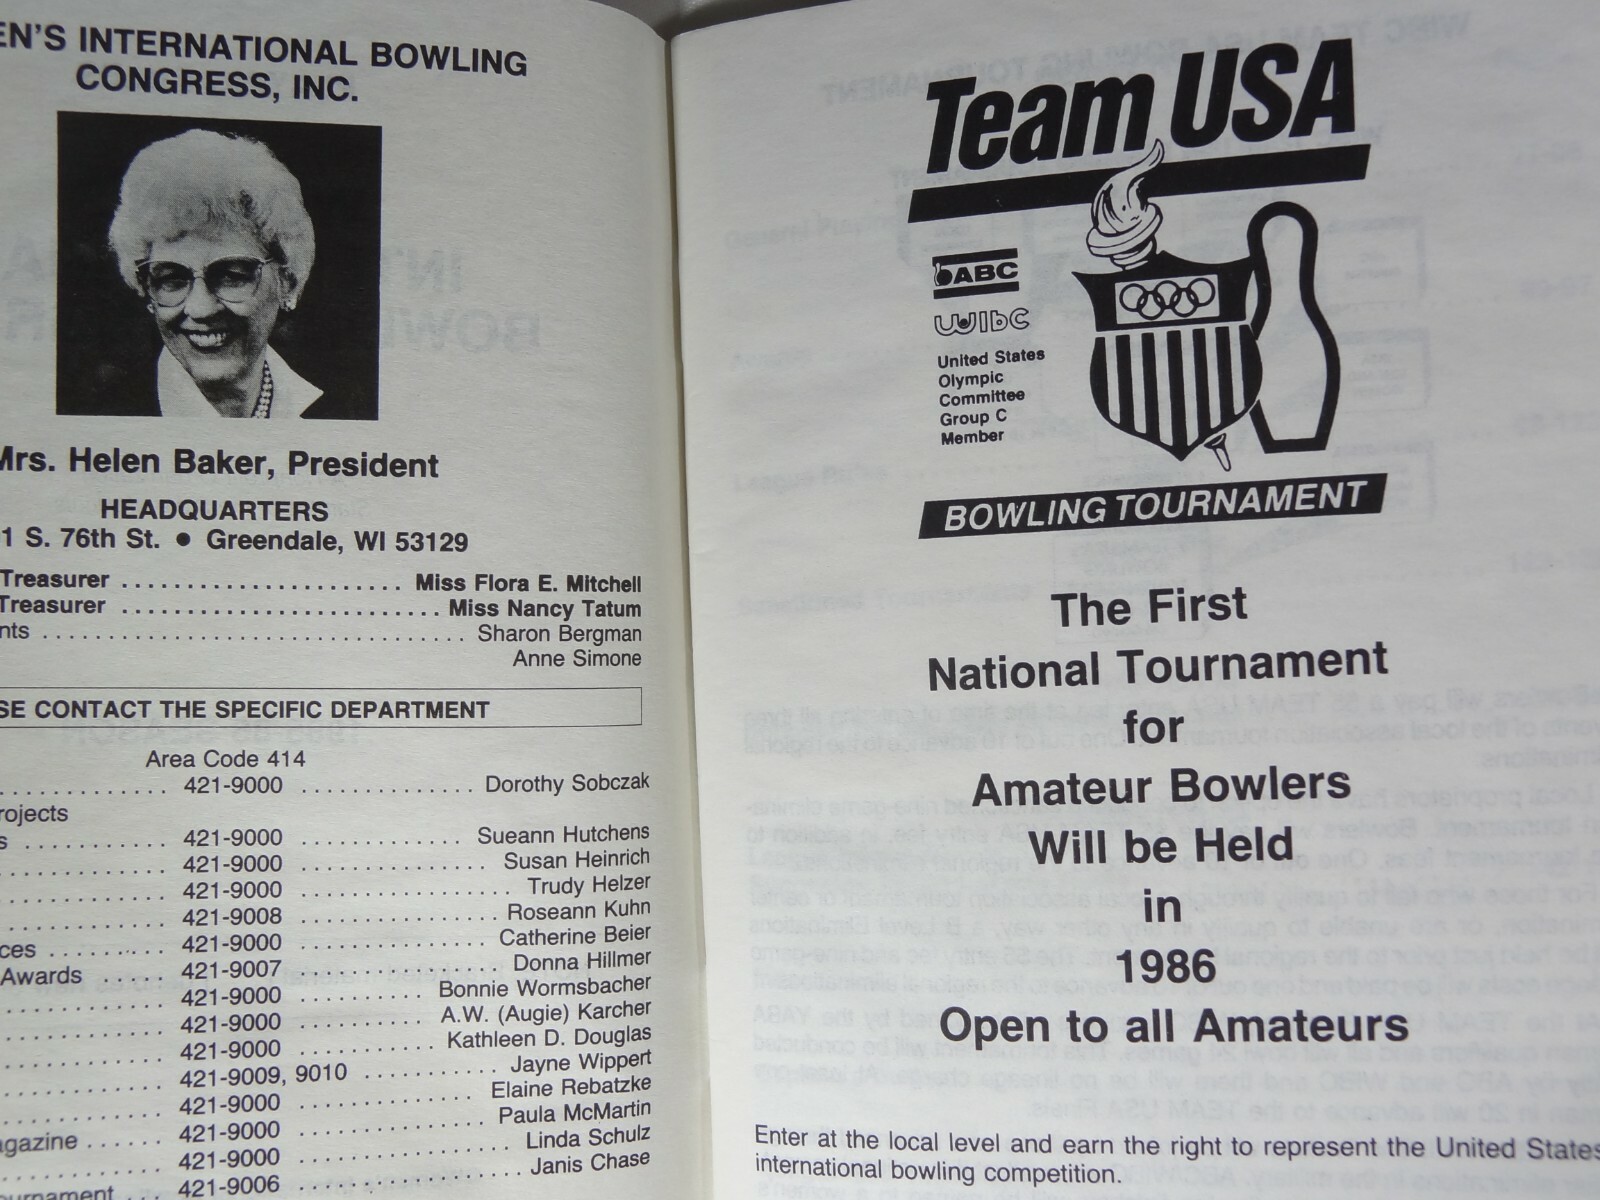 EN'S INTERNATIONAL BOWLING
CONGRESS, INC.
Mrs. Helen Baker, President
HEADQUARTERS
1 S. 76th St. ● Greendale, WI 53129
Treasurer . . . . . . . . . . . . . . . . . . . . . . Miss Flora E. Mitchell
Treasurer . . . . . . . . . . . . . . . . . . . . . . . . Miss Nancy Tatum
nts . . . . . . . . . . . . . . . . . . . . . . . . . . . . . . . Sharon Bergman
Anne Simone
SE CONTACT THE SPECIFIC DEPARTMENT
Area Code 414
. . . . . . . . . . . . 421-9000 . . . . . . . . . . . . . Dorothy Sobczak
rojects
s . . . . . . . . . . . 421-9000 . . . . . . . . . . . . . Sueann Hutchens
. . . . . . . . . . . . 421-9000 . . . . . . . . . . . . . . . Susan Heinrich
. . . . . . . . . . . . 421-9000 . . . . . . . . . . . . . . . . Trudy Helzer
. . . . . . . . . . . . 421-9008 . . . . . . . . . . . . . . Roseann Kuhn
ces . . . . . . . . . 421-9000 . . . . . . . . . . . . . . Catherine Beier
Awards 421-9007 . . . . . . . . . . . . . . Donna Hillmer
. . . . . . . . . . . . 421-9000 . . . . . . . . . . Bonnie Wormsbacher
. . . . . . . . . . . . 421-9000 . . . . . . . . . . A.W. (Augie) Karcher
. . . . . . . . . . . . 421-9000 . . . . . . . . . . Kathleen D. Douglas
421-9009, 9010 . . . . . . . . . . Jayne Wippert
. . . . . . . . . . . . 421-9000 . . . . . . . . . . . . . Elaine Rebatzke
. . . . . . . . . . . . 421-9000 . . . . . . . . . . . . . Paula McMartin
agazine . . . . . . 421-9000 . . . . . . . . . . . . . . . Linda Schulz
ournament . . . 421-9006 . . . . . . . . . . . . . . . Janis Chase
Team USA
ABC
WIBC
United States
Olympic
Committee
Group C
Member
BOWLING TOURNAMENT
The First
National Tournament
for
Amateur Bowlers
Will be Held
in
1986
Open to all Amateurs
Enter at the local level and earn the right to represent the United States
international bowling competition.